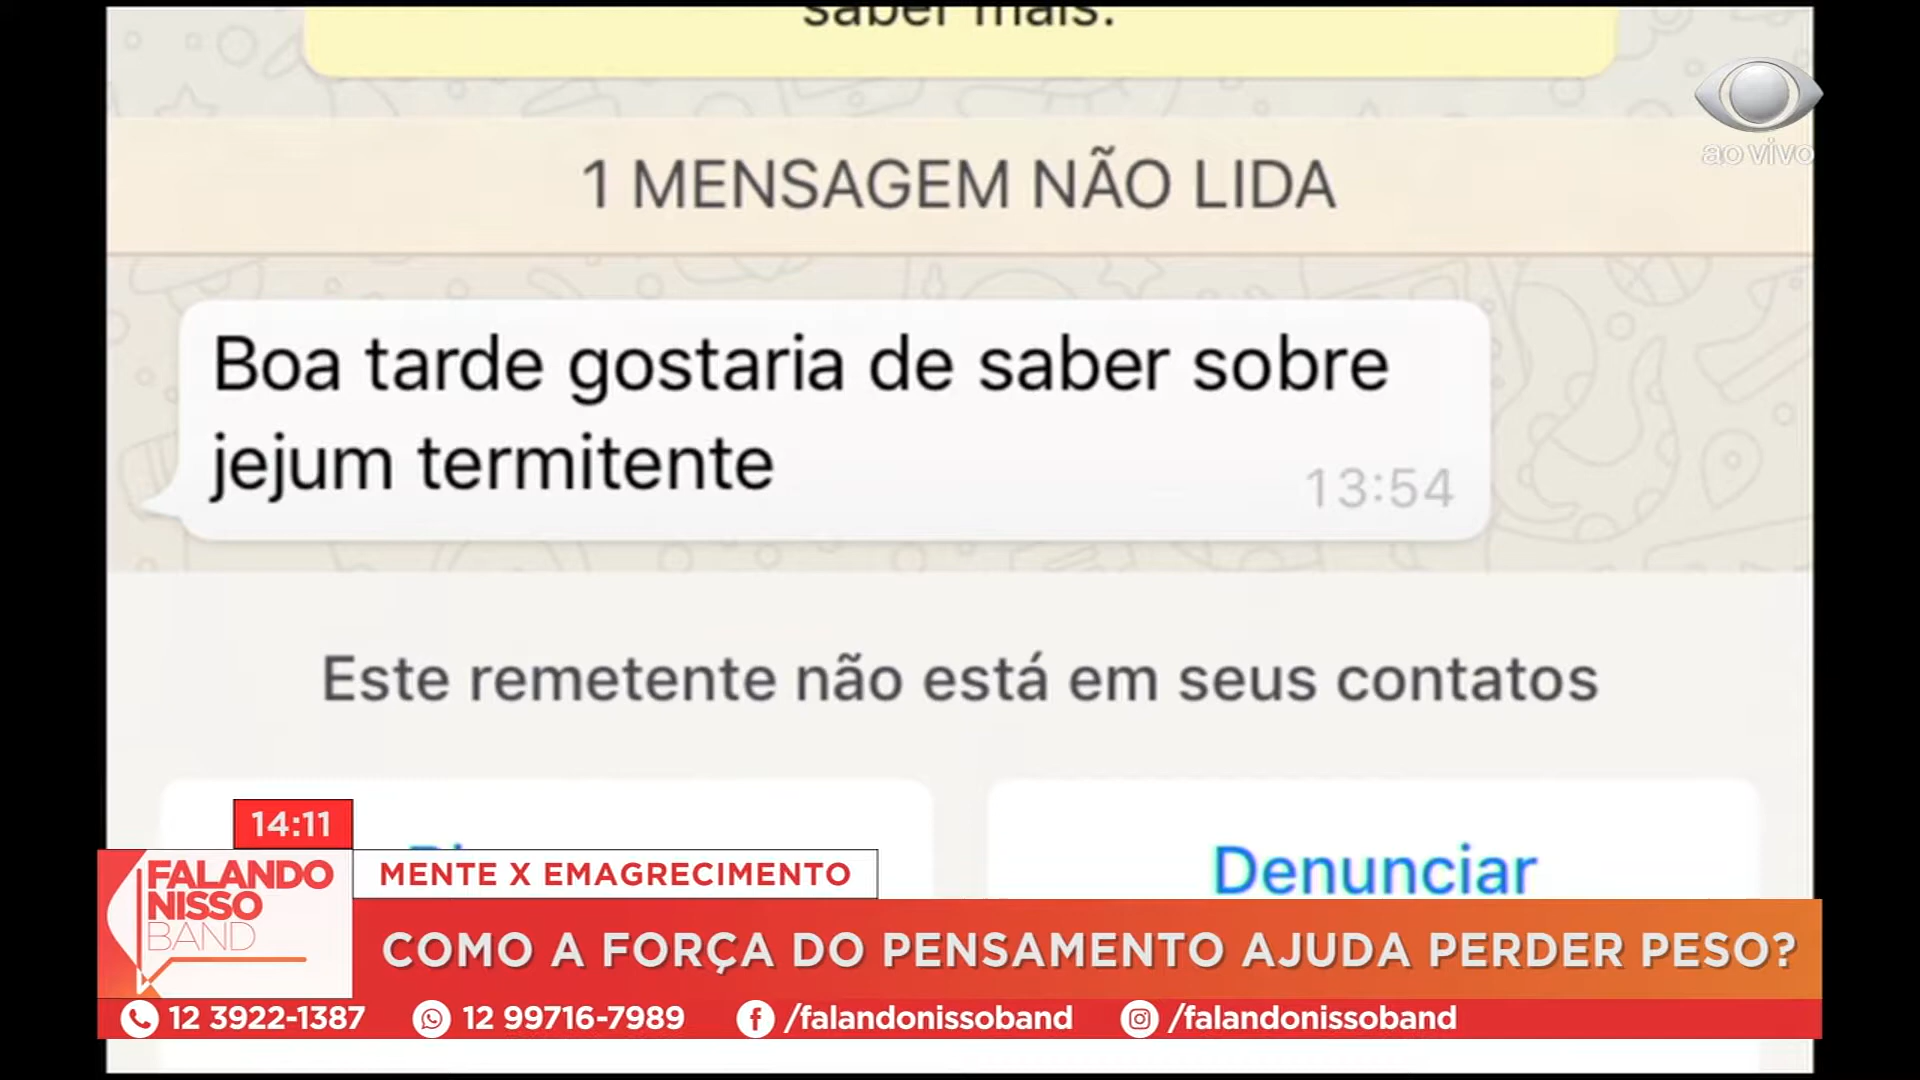 saber mais.
1 MENSAGEM NÃO LIDA
ao vivo
Boa tarde gostaria de saber sobre
jejum termitente
13:54
Este remetente não está em seus contatos
Denunciar
14:11
FALANDO
NISSO
BAND
MENTE X EMAGRECIMENTO
COMO A FORÇA DO PENSAMENTO AJUDA PERDER PESO?
12 3922-1387
12 99716-7989
/falandonissoband
/falandonissoband